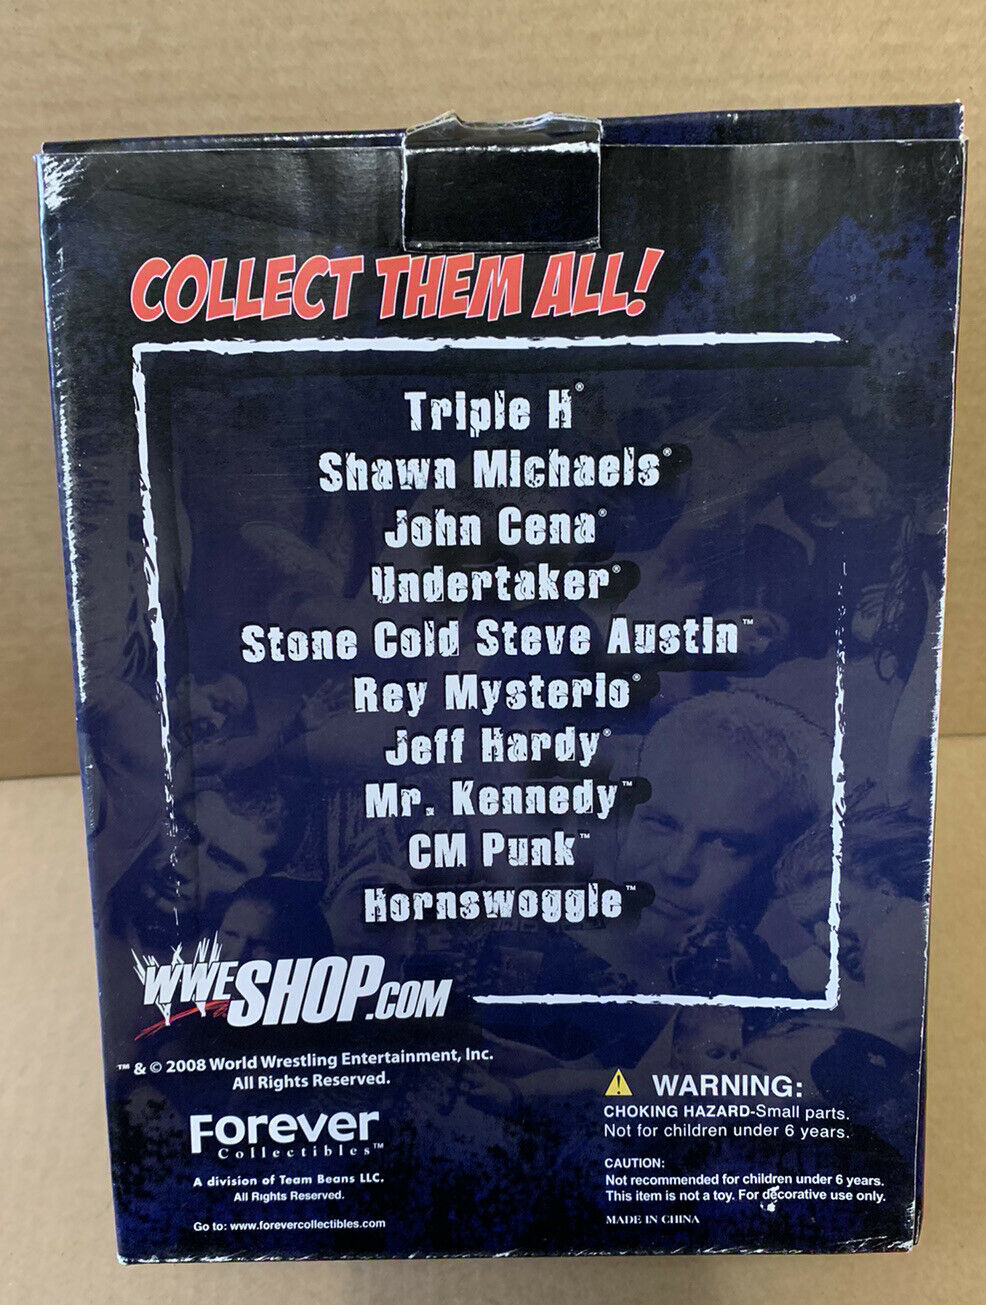 COLLECT THEM ALL!
Triple H®
Shawn Michaels®
John Cena®
Undertaker®
Stone Cold Steve Austin™
Rey Mysterio®
Jeff Hardy®
Mr. Kennedy™
CM Punk™
Hornswoggle™
WWESHOP.COM
™ & © 2008 World Wrestling Entertainment, Inc.
All Rights Reserved.
Forever
Collectibles™
A division of Team Beans LLC.
All Rights Reserved.
Go to: www.forevercollectibles.com
WARNING:
CHOKING HAZARD-Small parts.
Not for children under 6 years.
CAUTION:
Not recommended for children under 6 years.
This item is not a toy. For decorative use only.
MADE IN CHINA